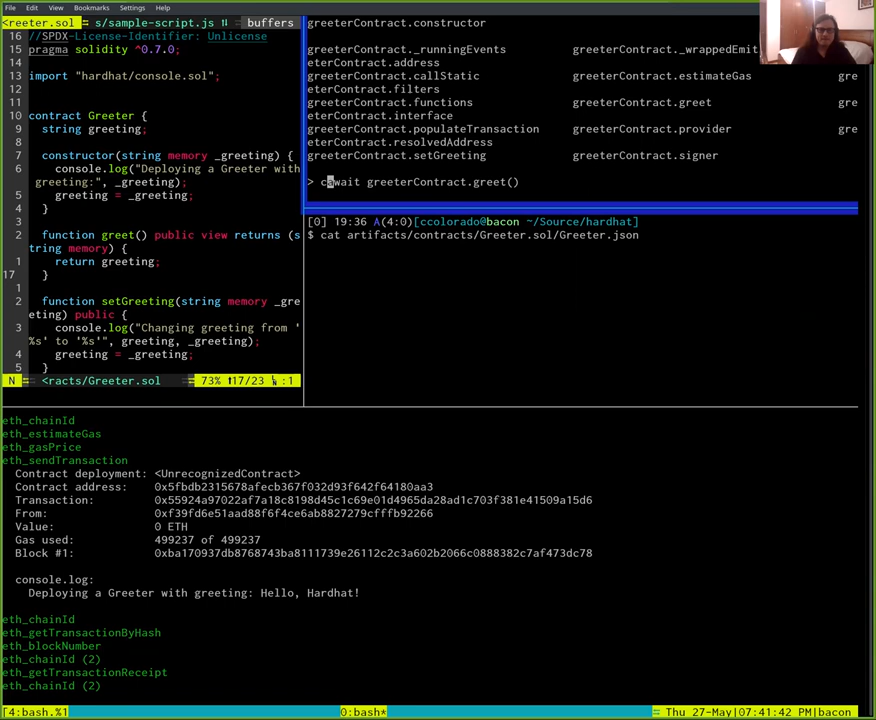 File Edit View Bookmarks Settings Help
<reeter.sol s/sample-script.js buffers
16 //SPDX-License-Identifier: Unlicense
15 pragma solidity ^0.7.0;
14
13 import "hardhat/console.sol";
12
11
10 contract Greeter {
9 string greeting;
8
7 constructor(string memory _greeting) {
6 console.log("Deploying a Greeter with
greeting:", _greeting);
5 greeting = _greeting;
4 }
3
2 function greet() public view returns (s
tring memory) {
1 return greeting;
17 }
1
2 function setGreeting(string memory _gre
eting) public {
3 console.log("Changing greeting from '
%s' to '%s'", greeting, _greeting);
4 greeting = _greeting;
5 }
N <racts/Greeter.sol 73% 17/23 :1
greeterContract.constructor
greeterContract._runningEvents greeterContract._wrappedEmit
eterContract.address
greeterContract.callStatic greeterContract.estimateGas gre
eterContract.filters
greeterContract.functions greeterContract.greet gre
eterContract.interface
greeterContract.populateTransaction greeterContract.provider gre
eterContract.resolvedAddress
greeterContract.setGreeting greeterContract.signer
> cawait greeterContract.greet()
[0] 19:36 A(4:0)[ccolorado@bacon ~/Source/hardhat]
$ cat artifacts/contracts/Greeter.sol/Greeter.json
eth_chainId
eth_estimateGas
eth_gasPrice
eth_sendTransaction
Contract deployment: <UnrecognizedContract>
Contract address: 0x5fbdb2315678afecb367f032d93f642f64180aa3
Transaction: 0x55924a97022af7a18c8198d45c1c69e01d4965da28ad1c703f381e41509a15d6
From: 0xf39fd6e51aad88f6f4ce6ab8827279cfffb92266
Value: 0 ETH
Gas used: 499237 of 499237
Block #1: 0xba170937db8768743ba8111739e26112c2c3a602b2066c0888382c7af473dc78
console.log:
Deploying a Greeter with greeting: Hello, Hardhat!
eth_chainId
eth_getTransactionByHash
eth_blockNumber
eth_chainId (2)
eth_getTransactionReceipt
eth_chainId (2)
[4:bash.%1 0:bash* Thu 27-May|07:41:42 PM|bacon